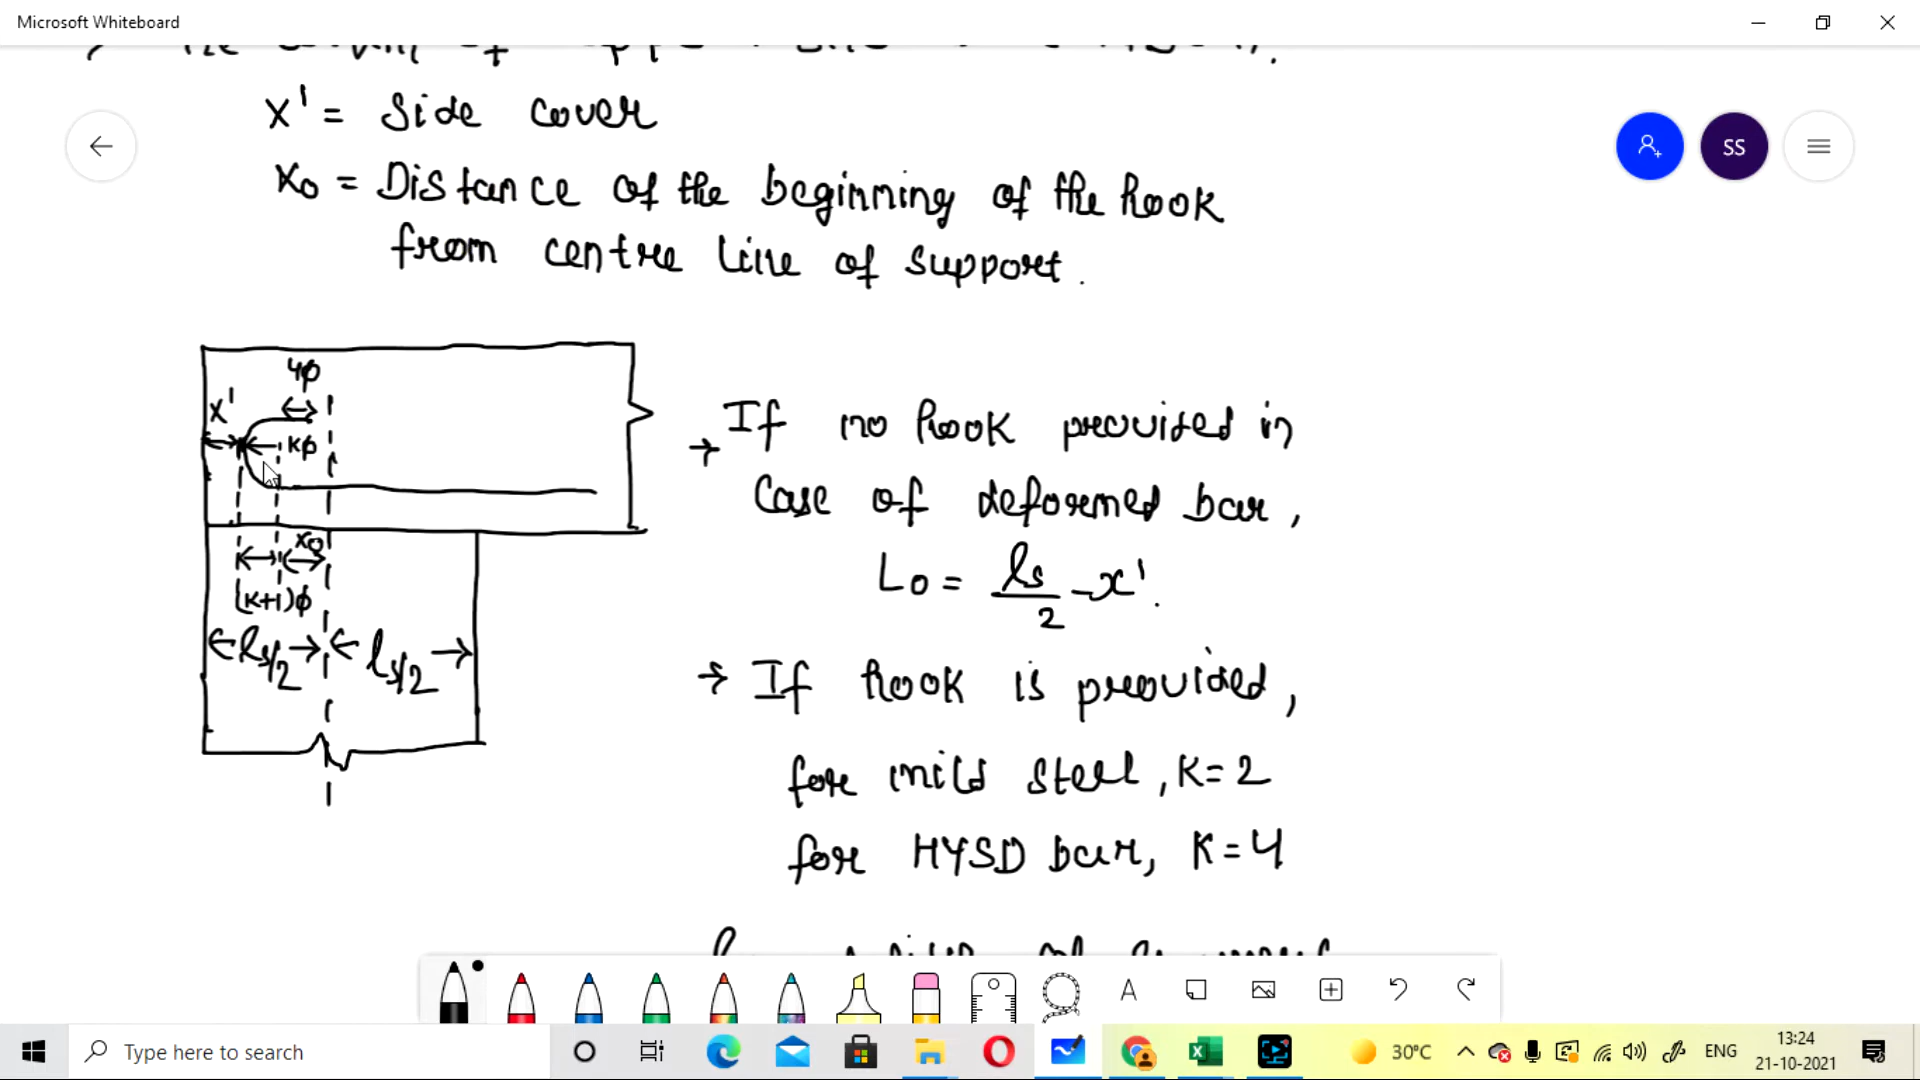 Microsoft Whiteboard
x' = Side cover
SS
x₀ = Distance of the beginning of the hook
from centre line of support.
4φ
x'
kφ
→ If no hook provided in
Case of deformed bar,
x₀
L₀ = ls/2 - x'.
(k+1)φ
ls/2 ls/2
→ If hook is provided,
for mild steel, K=2
for HYSD bar, K=4
A
Type here to search
30°C
ENG
13:24
21-10-2021